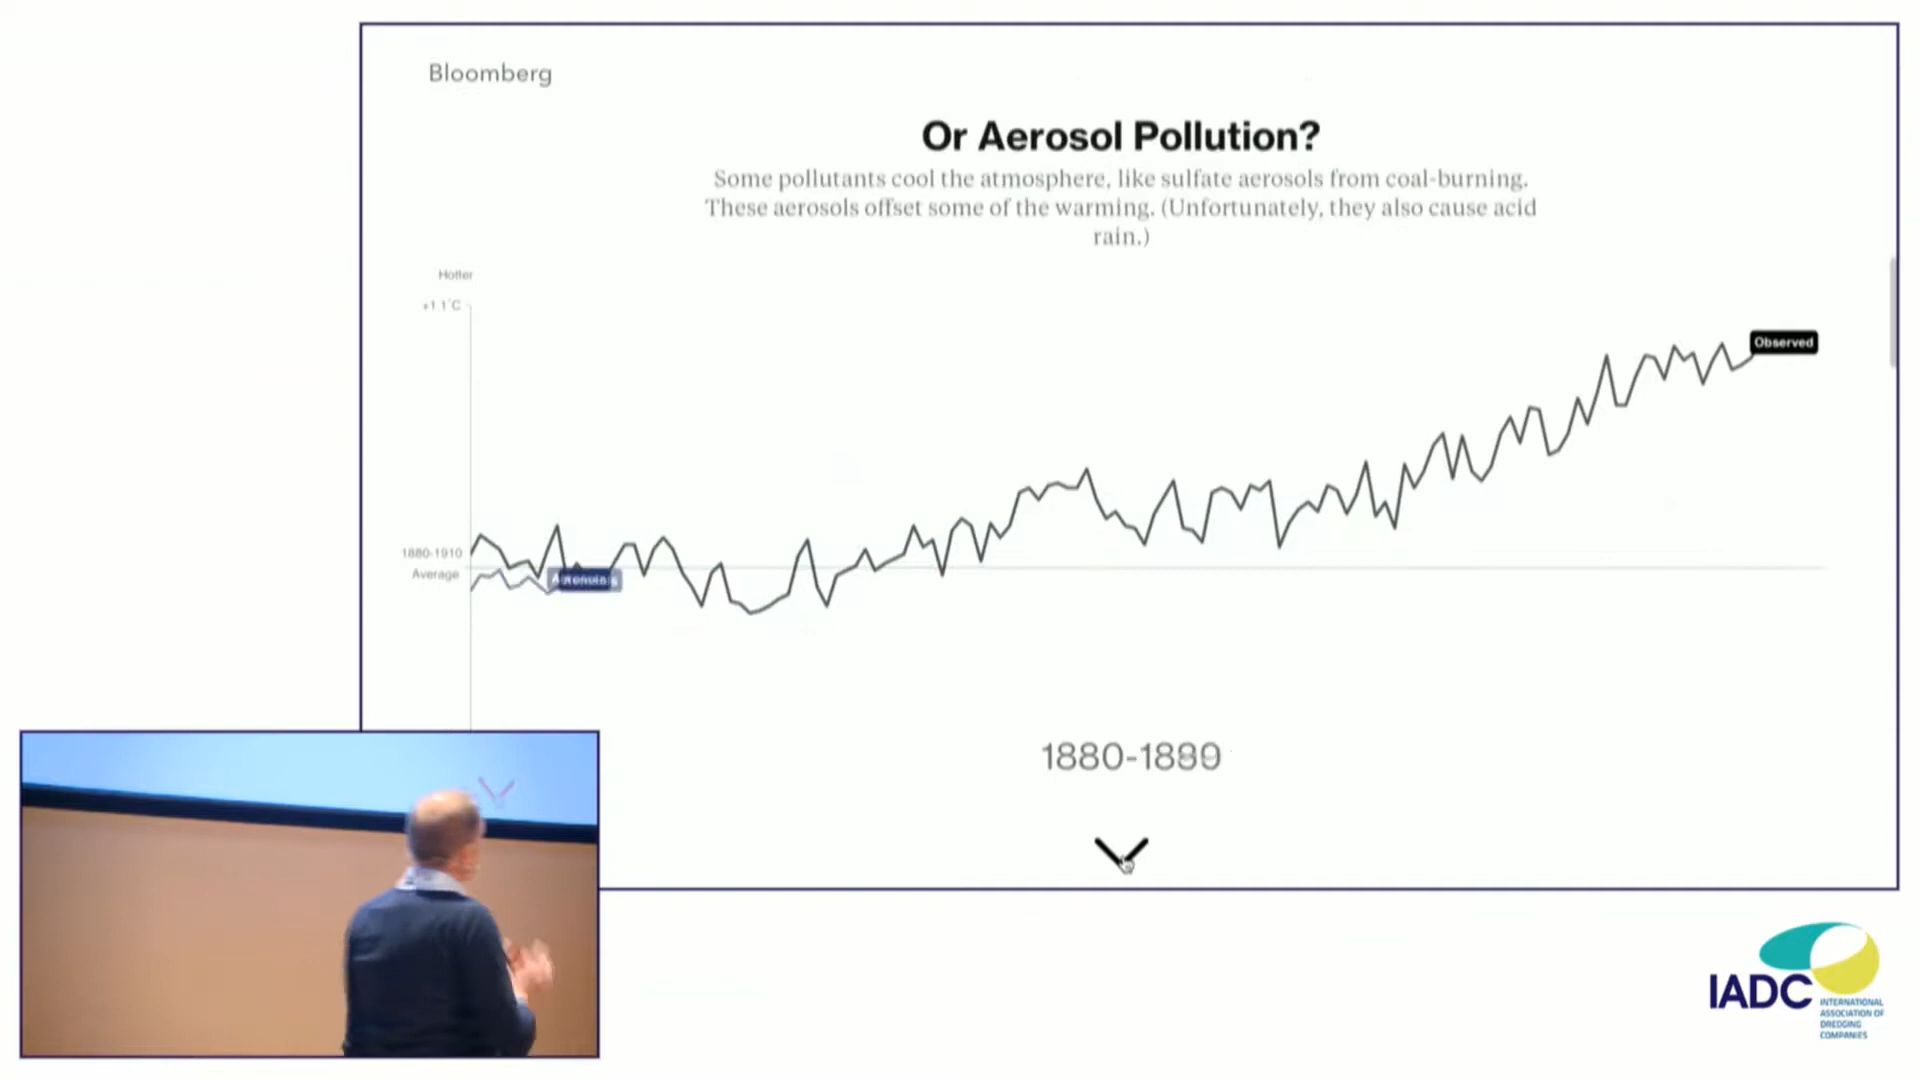 Bloomberg
Or Aerosol Pollution?
Some pollutants cool the atmosphere, like sulfate aerosols from coal-burning.
These aerosols offset some of the warming. (Unfortunately, they also cause acid
rain.)
Hotter
+1.1°C
Observed
1880-1910
Average
IADC
INTERNATIONAL
ASSOCIATION OF
DREDGING
COMPANIES